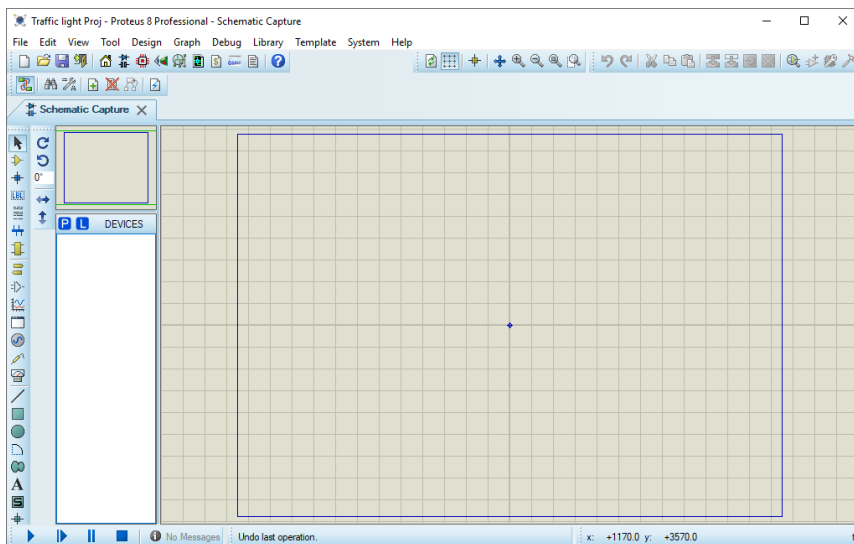 Traffic light Proj - Proteus 8 Professional - Schematic Capture
File Edit View Tool Design Graph Debug Library Template System Help
Schematic Capture
0°
P L DEVICES
LBL
A
S
No Messages Undo last operation. x: +1170.0 y: +3570.0